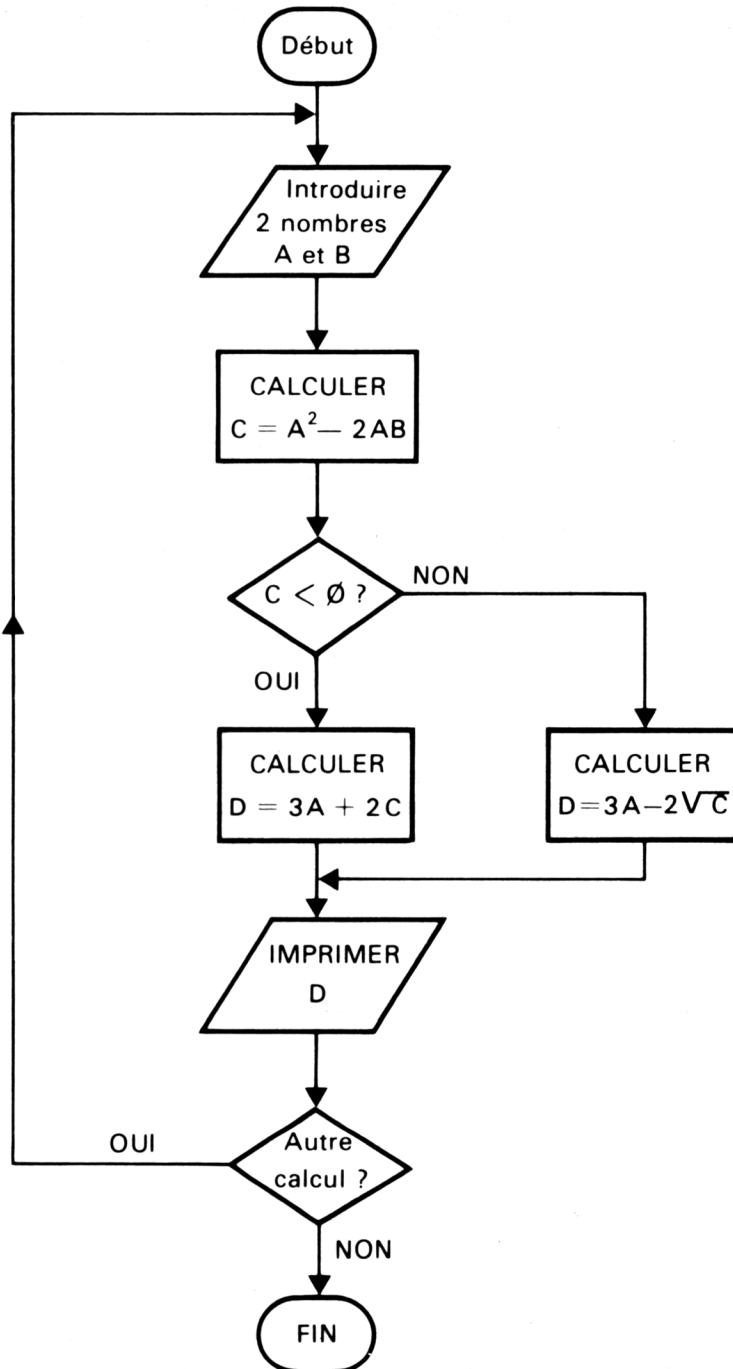 Début
Introduire
2 nombres
A et B
CALCULER
C = A² — 2AB
C < Ø ?
NON
OUI
CALCULER
D = 3A + 2C
CALCULER
D = 3A − 2√C
IMPRIMER
D
Autre
calcul ?
OUI
NON
FIN